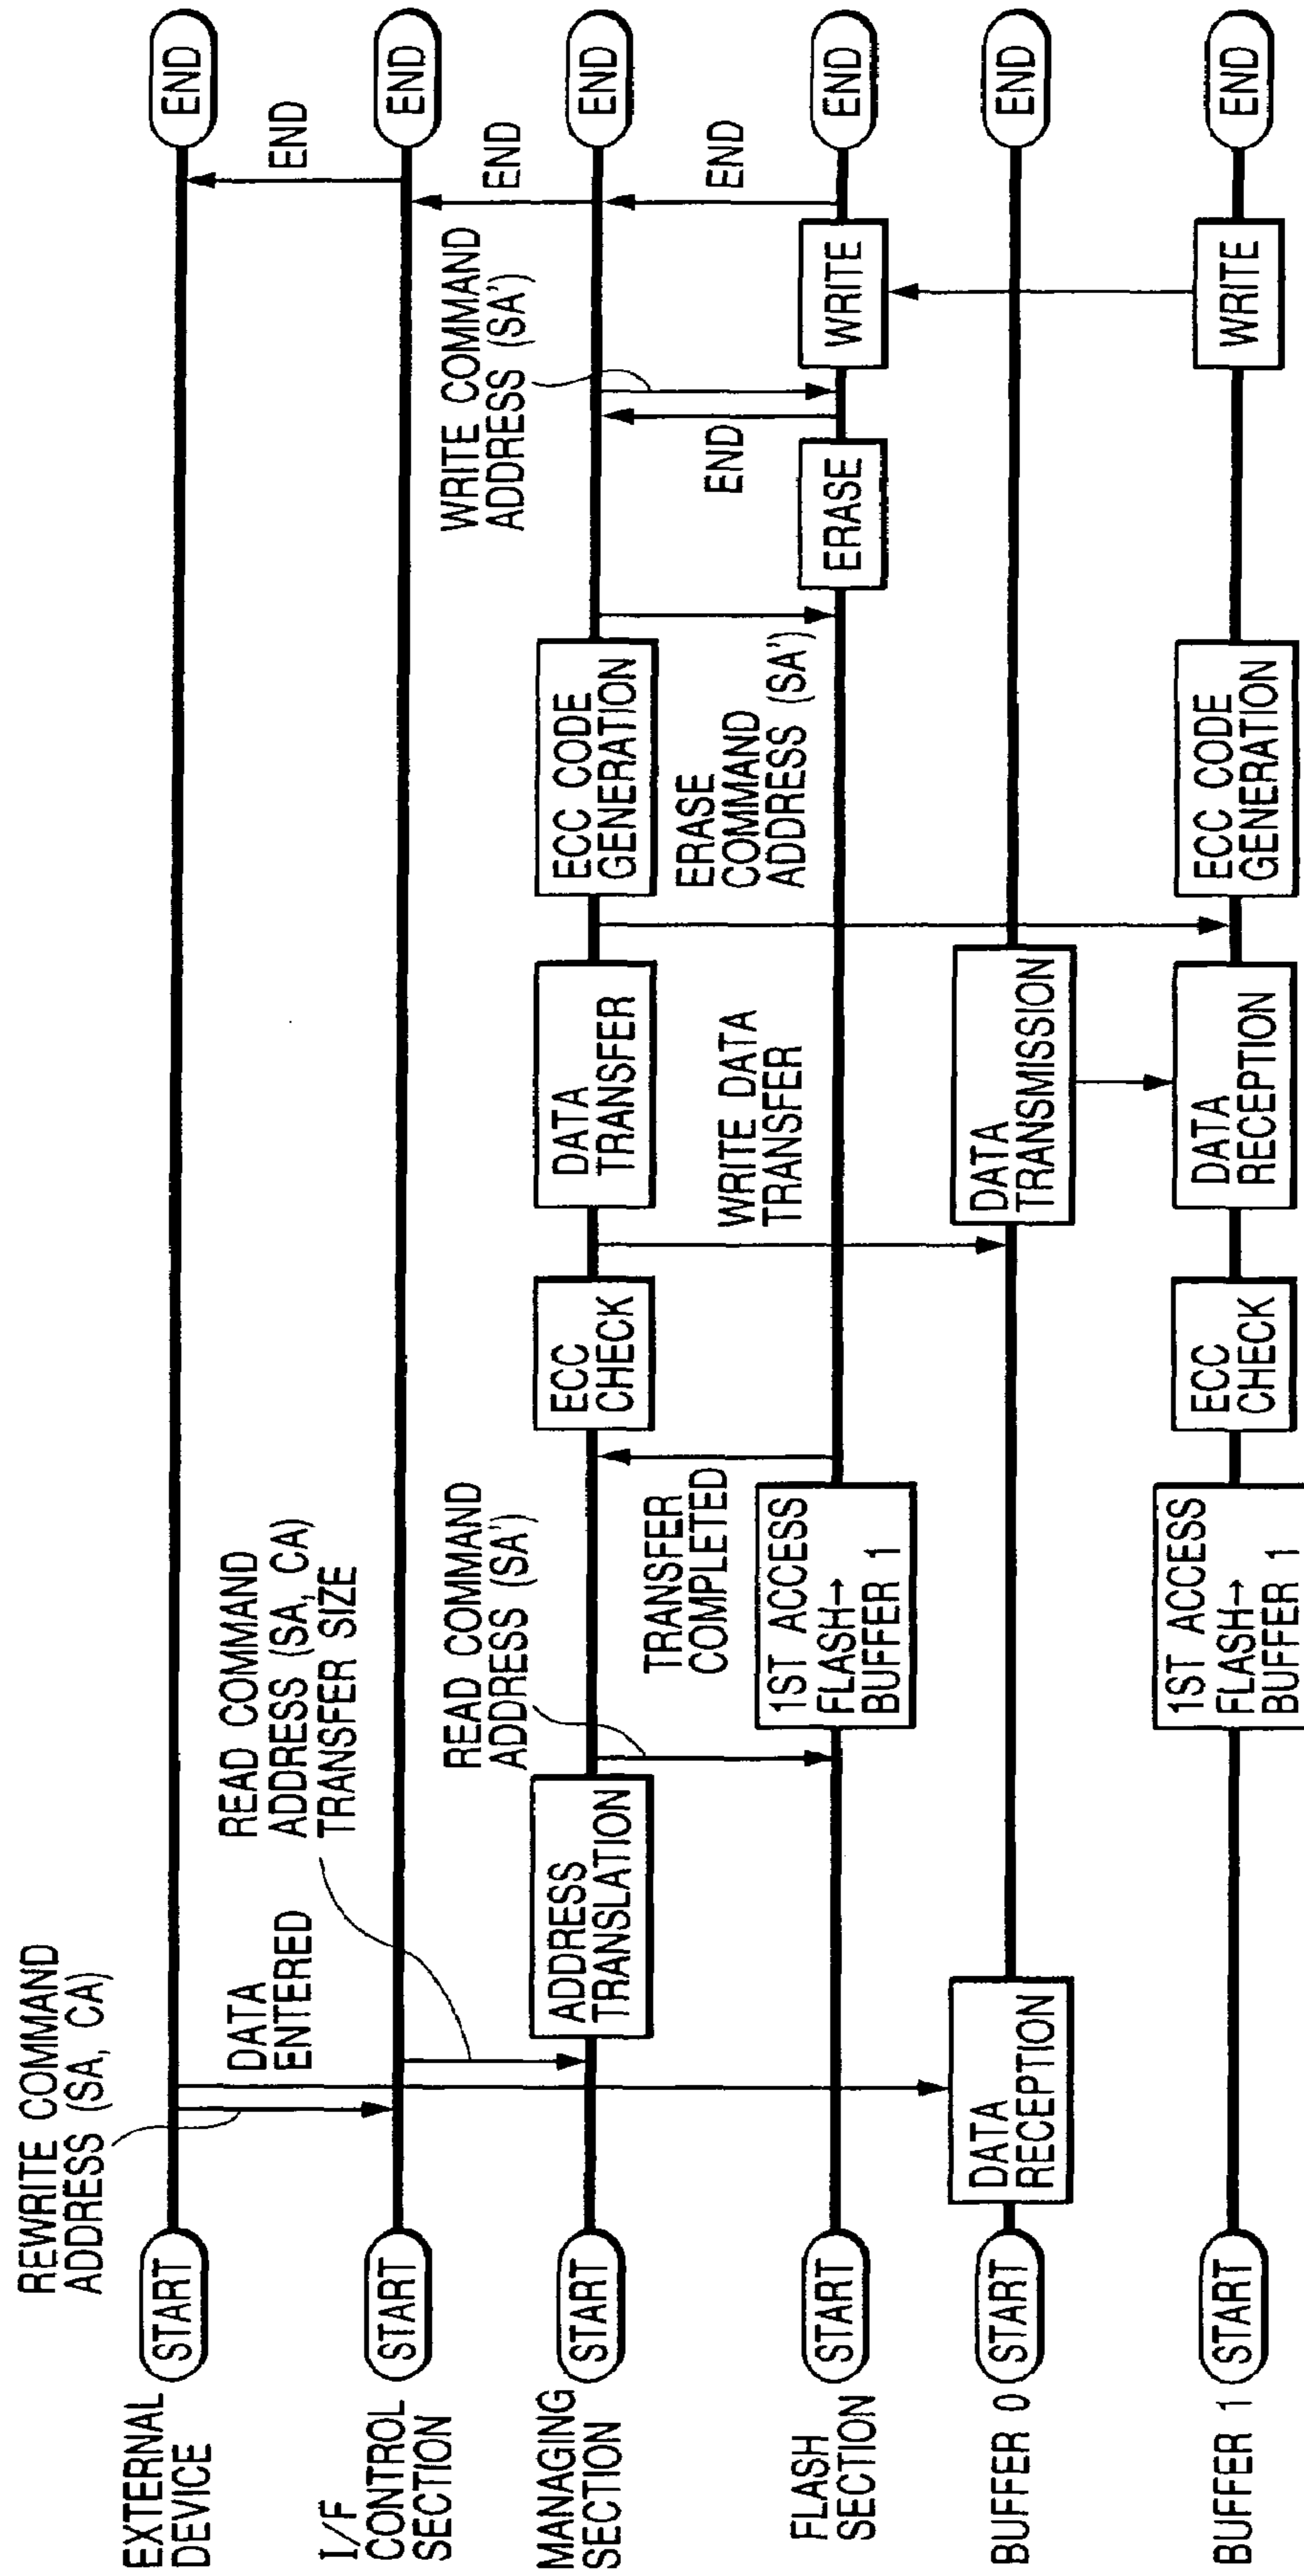 EXTERNAL
DEVICE
START
REWRITE COMMAND
ADDRESS (SA, CA)
DATA
ENTERED
END
END
I/F
CONTROL
SECTION
START
READ COMMAND
ADDRESS (SA, CA)
TRANSFER SIZE
END
END
MANAGING
SECTION
START
ADDRESS
TRANSLATION
READ COMMAND
ADDRESS (SA')
ECC
CHECK
DATA
TRANSFER
ECC CODE
GENERATION
WRITE COMMAND
ADDRESS (SA')
END
TRANSFER
COMPLETED
WRITE DATA
TRANSFER
ERASE
COMMAND
ADDRESS (SA')
END
END
FLASH
SECTION
START
1ST ACCESS
FLASH→
BUFFER 1
ERASE
WRITE
END
BUFFER 0
START
DATA
RECEPTION
DATA
TRANSMISSION
END
BUFFER 1
START
1ST ACCESS
FLASH→
BUFFER 1
ECC
CHECK
DATA
RECEPTION
ECC CODE
GENERATION
WRITE
END